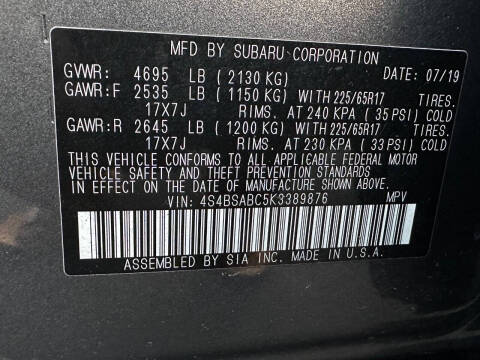 MFD BY SUBARU CORPORATION
GVWR: 4695 LB ( 2130 KG) DATE: 07/19
GAWR:F 2535 LB ( 1150 KG) WITH 225/65R17 TIRES.
17X7J RIMS. AT 240 KPA ( 35 PSI) COLD
GAWR:R 2645 LB ( 1200 KG) WITH 225/65R17 TIRES.
17X7J RIMS. AT 230 KPA ( 33 PSI) COLD
THIS VEHICLE CONFORMS TO ALL APPLICABLE FEDERAL MOTOR
VEHICLE SAFETY AND THEFT PREVENTION STANDARDS
IN EFFECT ON THE DATE OF MANUFACTURE SHOWN ABOVE.
VIN: 4S4BSABC5K3389876 MPV
ASSEMBLED BY SIA INC. MADE IN U.S.A.